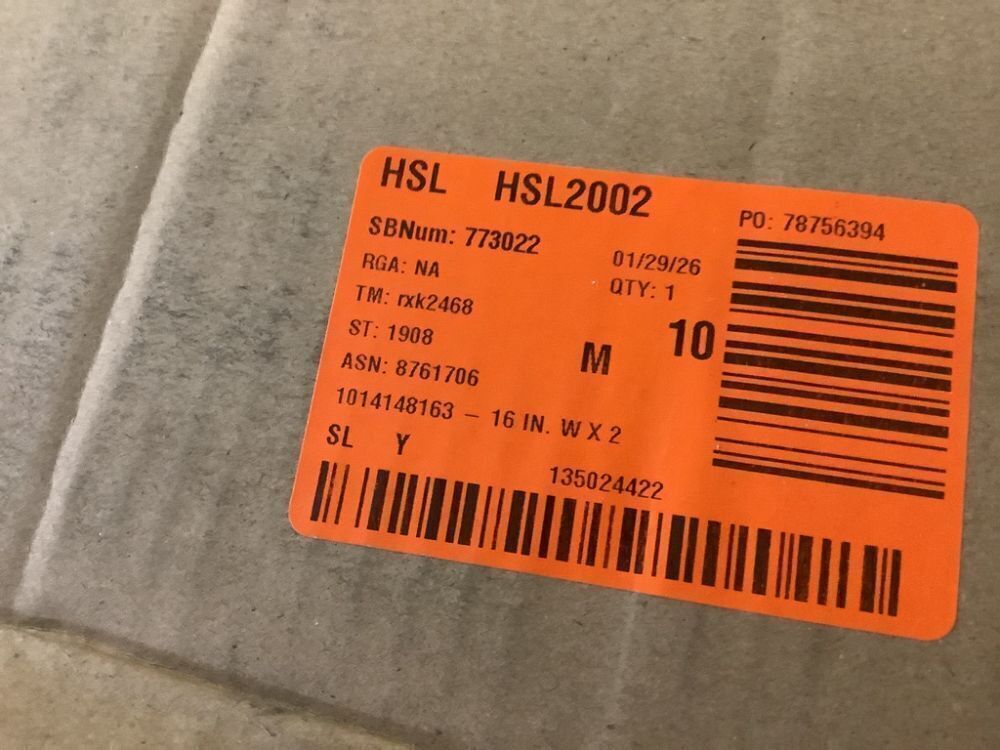 HSL HSL2002
PO: 78756394
SBNum: 773022
01/29/26
RGA: NA
QTY: 1
TM: rxk2468
ST: 1908
M 10
ASN: 8761706
1014148163 – 16 IN. W X 2
SL Y
135024422